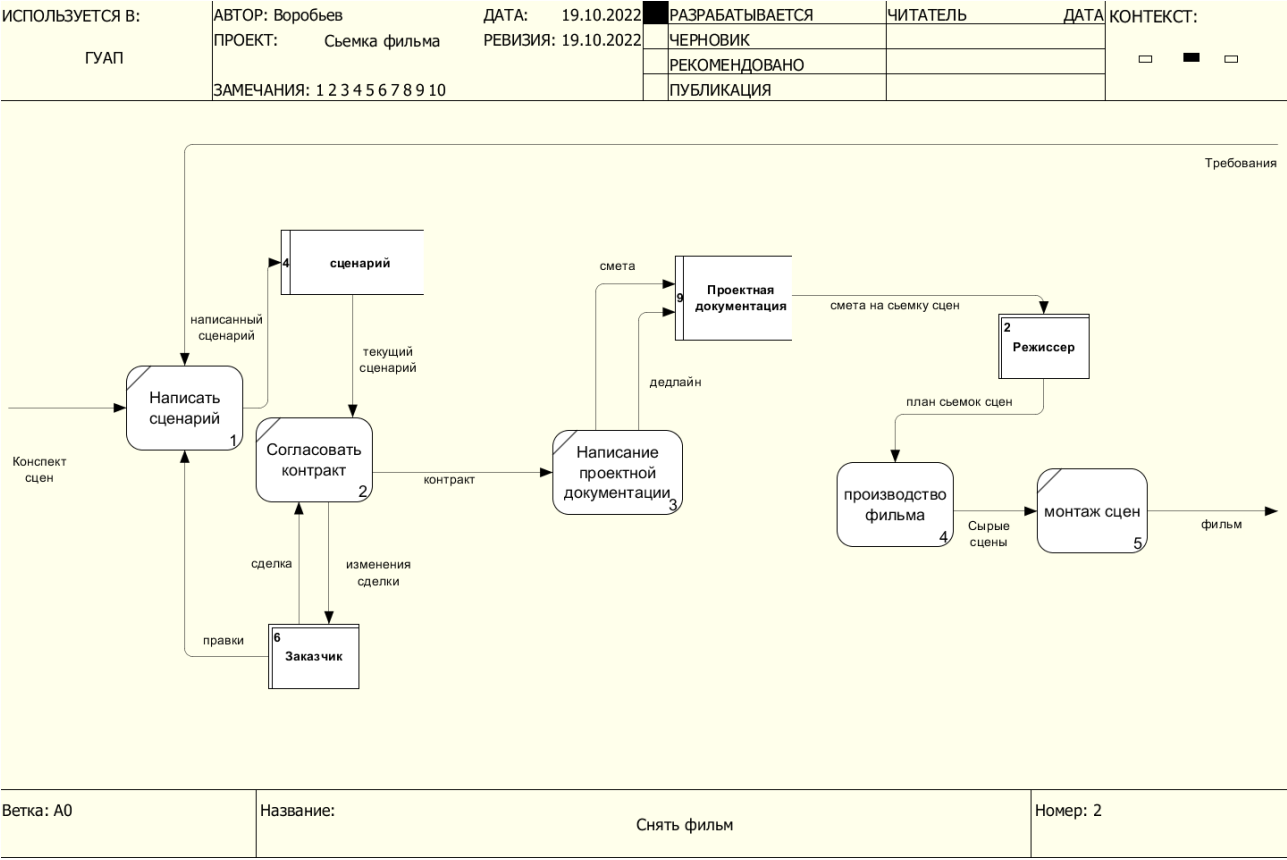 ИСПОЛЬЗУЕТСЯ В:
ГУАП
АВТОР: Воробьев
ДАТА: 19.10.2022
ПРОЕКТ: Сьемка фильма
РЕВИЗИЯ: 19.10.2022
ЗАМЕЧАНИЯ: 1 2 3 4 5 6 7 8 9 10
РАЗРАБАТЫВАЕТСЯ
ЧЕРНОВИК
РЕКОМЕНДОВАНО
ПУБЛИКАЦИЯ
ЧИТАТЕЛЬ
ДАТА
КОНТЕКСТ:
Требования
4
сценарий
написанный
сценарий
текущий
сценарий
смета
9
Проектная
документация
смета на сьемку сцен
2
Режиссер
дедлайн
план сьемок сцен
Написать
сценарий
1
Конспект
сцен
Согласовать
контракт
2
контракт
Написание
проектной
документации
3
производство
фильма
4
Сырые
сцены
монтаж сцен
5
фильм
сделка
изменения
сделки
правки
6
Заказчик
Ветка: A0
Название:
Снять фильм
Номер: 2